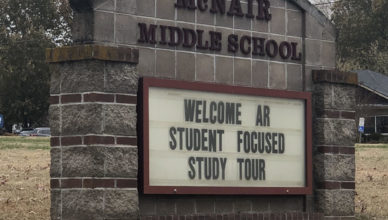 McNAIR
MIDDLE SCHOOL
WELCOME AR
STUDENT FOCUSED
STUDY TOUR